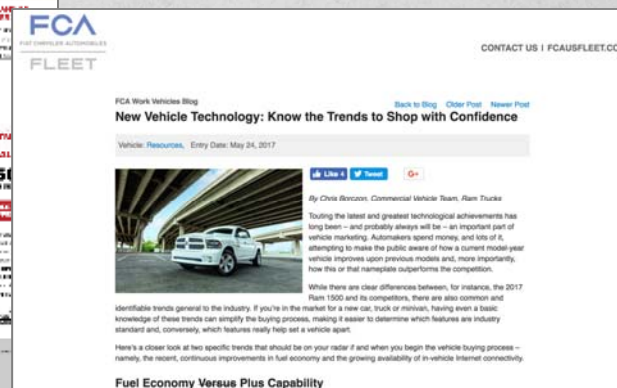 FCA
FIAT CHRYSLER AUTOMOBILES
FLEET
CONTACT US I FCAUSFLEET.CO
FCA Work Vehicles Blog
Back to Blog Older Post Newer Post
New Vehicle Technology: Know the Trends to Shop with Confidence
Vehicle: Resources, Entry Date: May 24, 2017
Like 4 Tweet G+
By Chris Borczon, Commercial Vehicle Team, Ram Trucks
Touting the latest and greatest technological achievements has
long been – and probably always will be – an important part of
vehicle marketing. Automakers spend money, and lots of it,
attempting to make the public aware of how a current model-year
vehicle improves upon previous models and, more importantly,
how this or that nameplate outperforms the competition.
While there are clear differences between, for instance, the 2017
Ram 1500 and its competitors, there are also common and
identifiable trends general to the industry. If you're in the market for a new car, truck or minivan, having even a basic
knowledge of these trends can simplify the buying process, making it easier to determine which features are industry
standard and, conversely, which features really help set a vehicle apart.
Here's a closer look at two specific trends that should be on your radar if and when you begin the vehicle buying process –
namely, the recent, continuous improvements in fuel economy and the growing availability of in-vehicle Internet connectivity.
Fuel Economy Versus Plus Capability